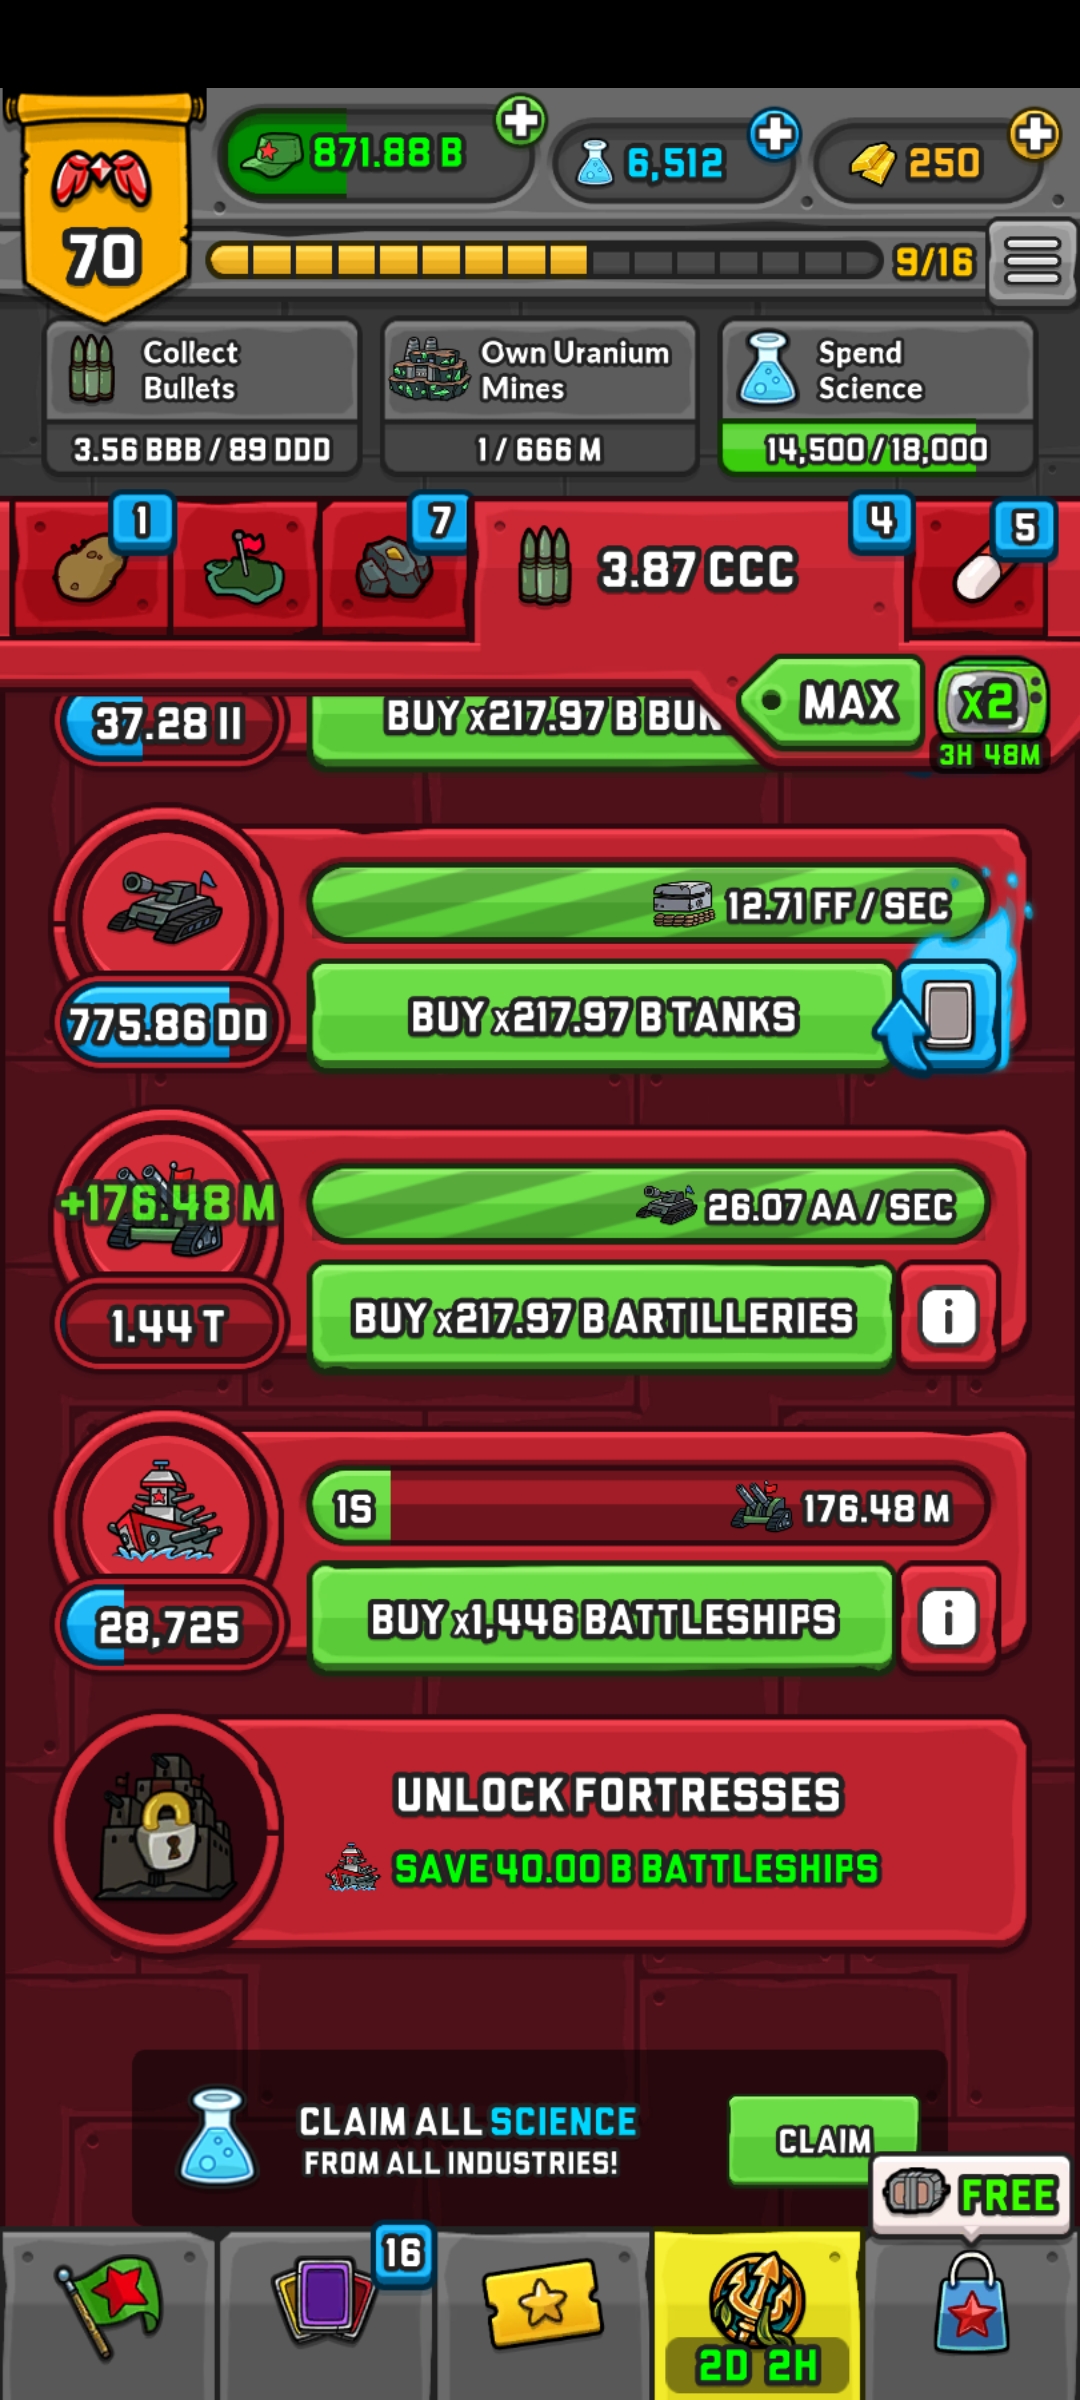 871.88 B
6,512
250
70
9/16
Collect
Bullets
3.56 BBB / 89 DDD
Own Uranium
Mines
1 / 666 M
Spend
Science
14,500/18,000
1
7
3.87 CCC
4
5
MAX
x2
3H 48M
37.28 II
BUY x217.97 B
12.71 FF / SEC
775.86 DD
BUY x217.97 B TANKS
+176.48 M
26.07 AA / SEC
1.44 T
BUY x217.97 B ARTILLERIES
i
1S
176.48 M
28,725
BUY x1,446 BATTLESHIPS
i
UNLOCK FORTRESSES
SAVE 40.00 B BATTLESHIPS
CLAIM ALL SCIENCE
FROM ALL INDUSTRIES!
CLAIM
FREE
16
2D 2H